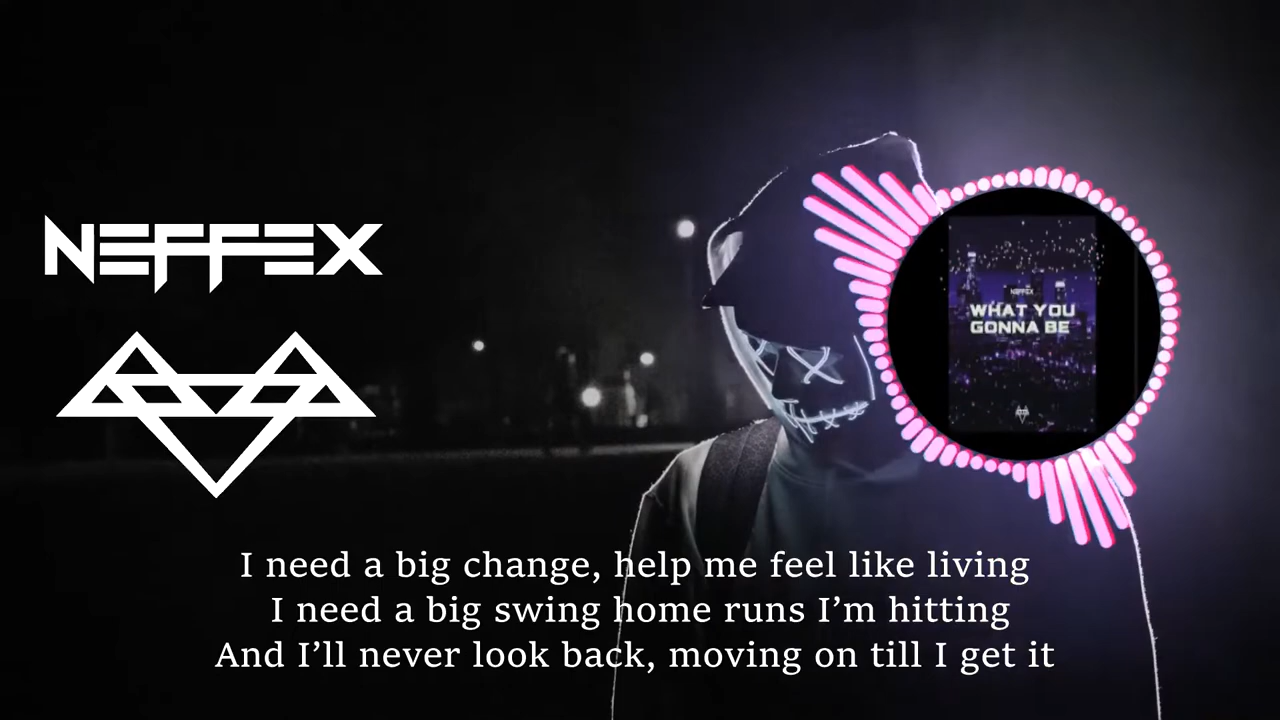 NEFFEX
NEFFEX
WHAT YOU
GONNA BE
I need a big change, help me feel like living
I need a big swing home runs I’m hitting
And I’ll never look back, moving on till I get it